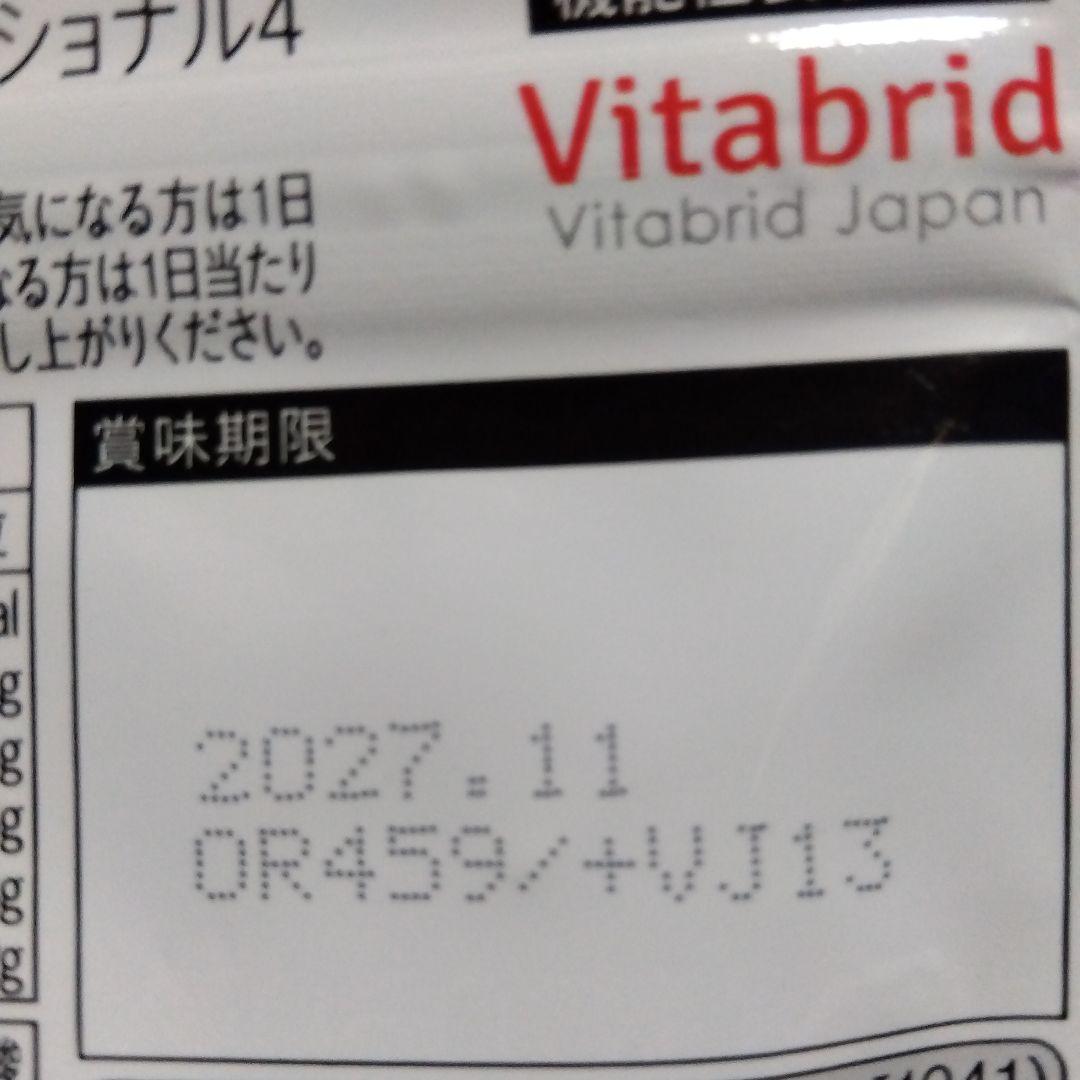 ショナル4
Vitabrid
Vitabrid Japan
気になる方は1日
なる方は1日当たり
し上がりください。
賞味期限
al
g
g
g
g
g
2027.11
OR459/+VJ13